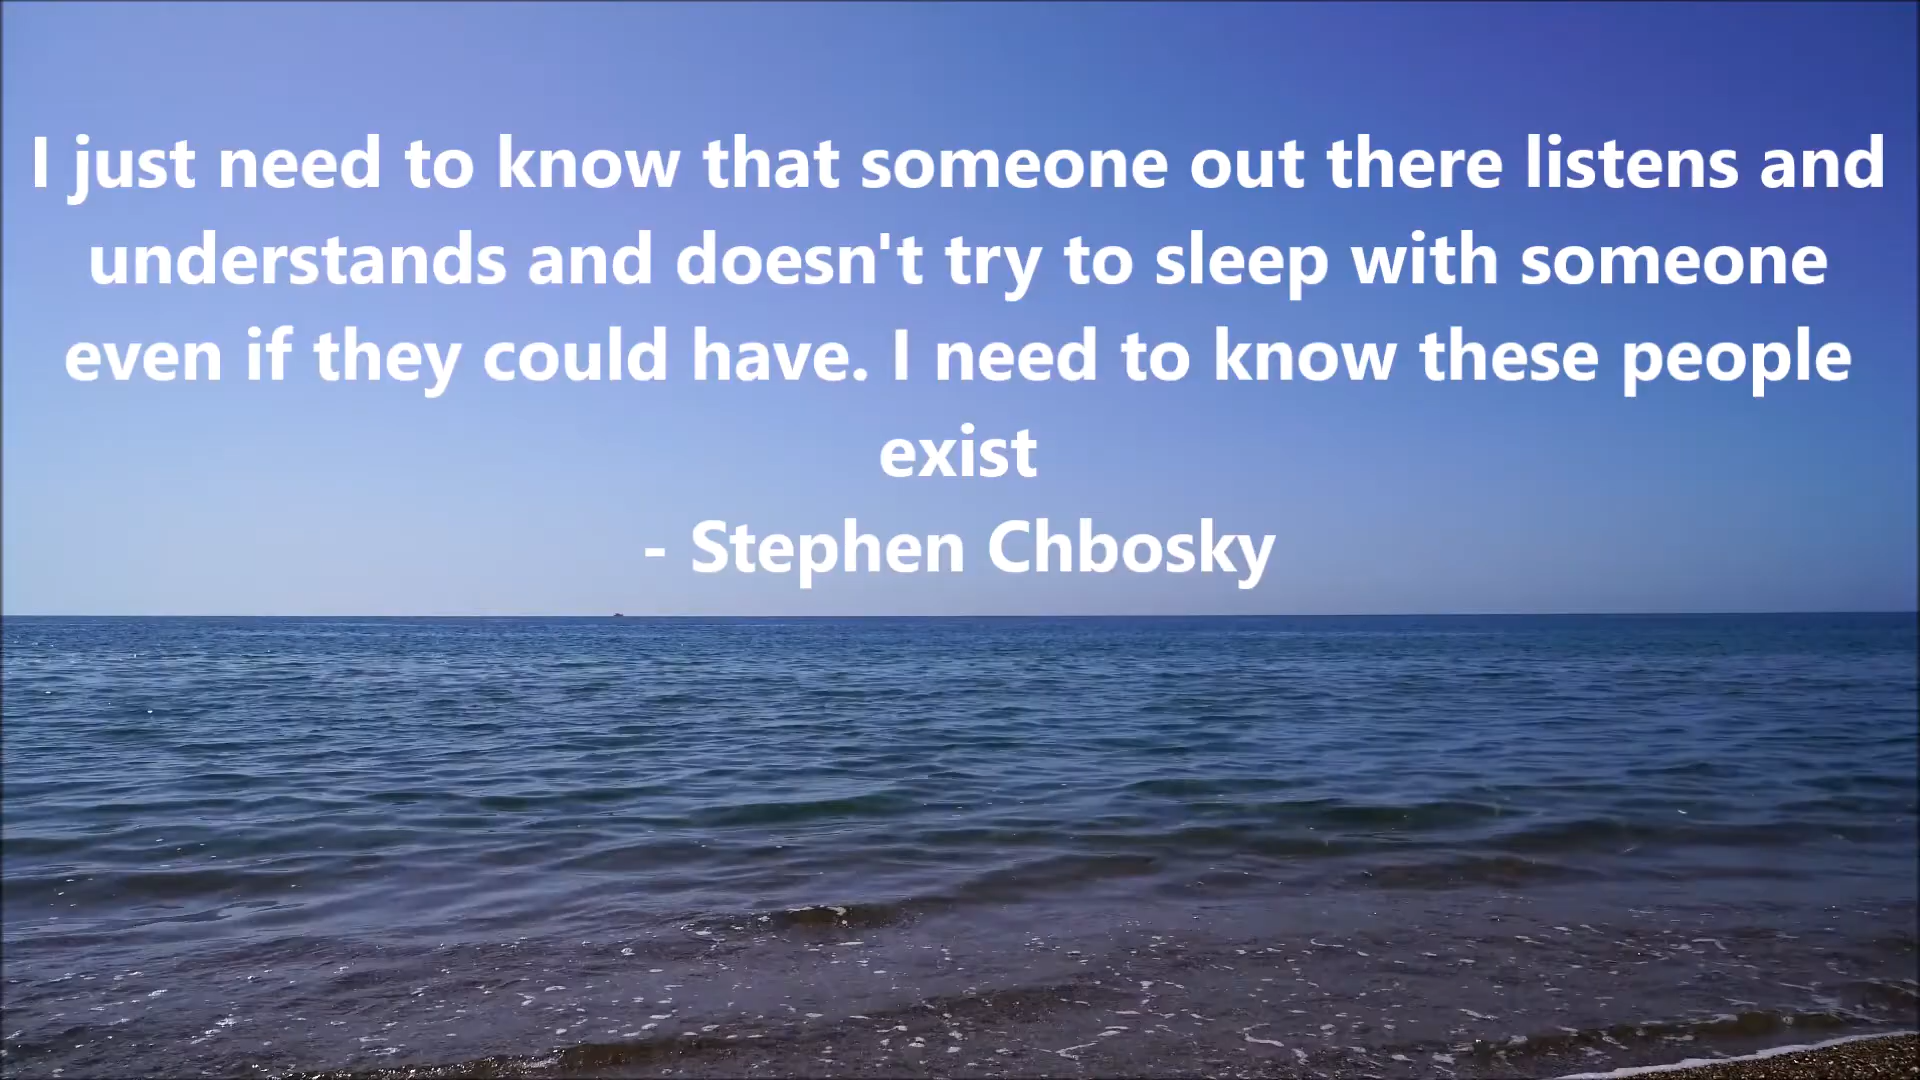 I just need to know that someone out there listens and
understands and doesn't try to sleep with someone
even if they could have. I need to know these people
exist
- Stephen Chbosky